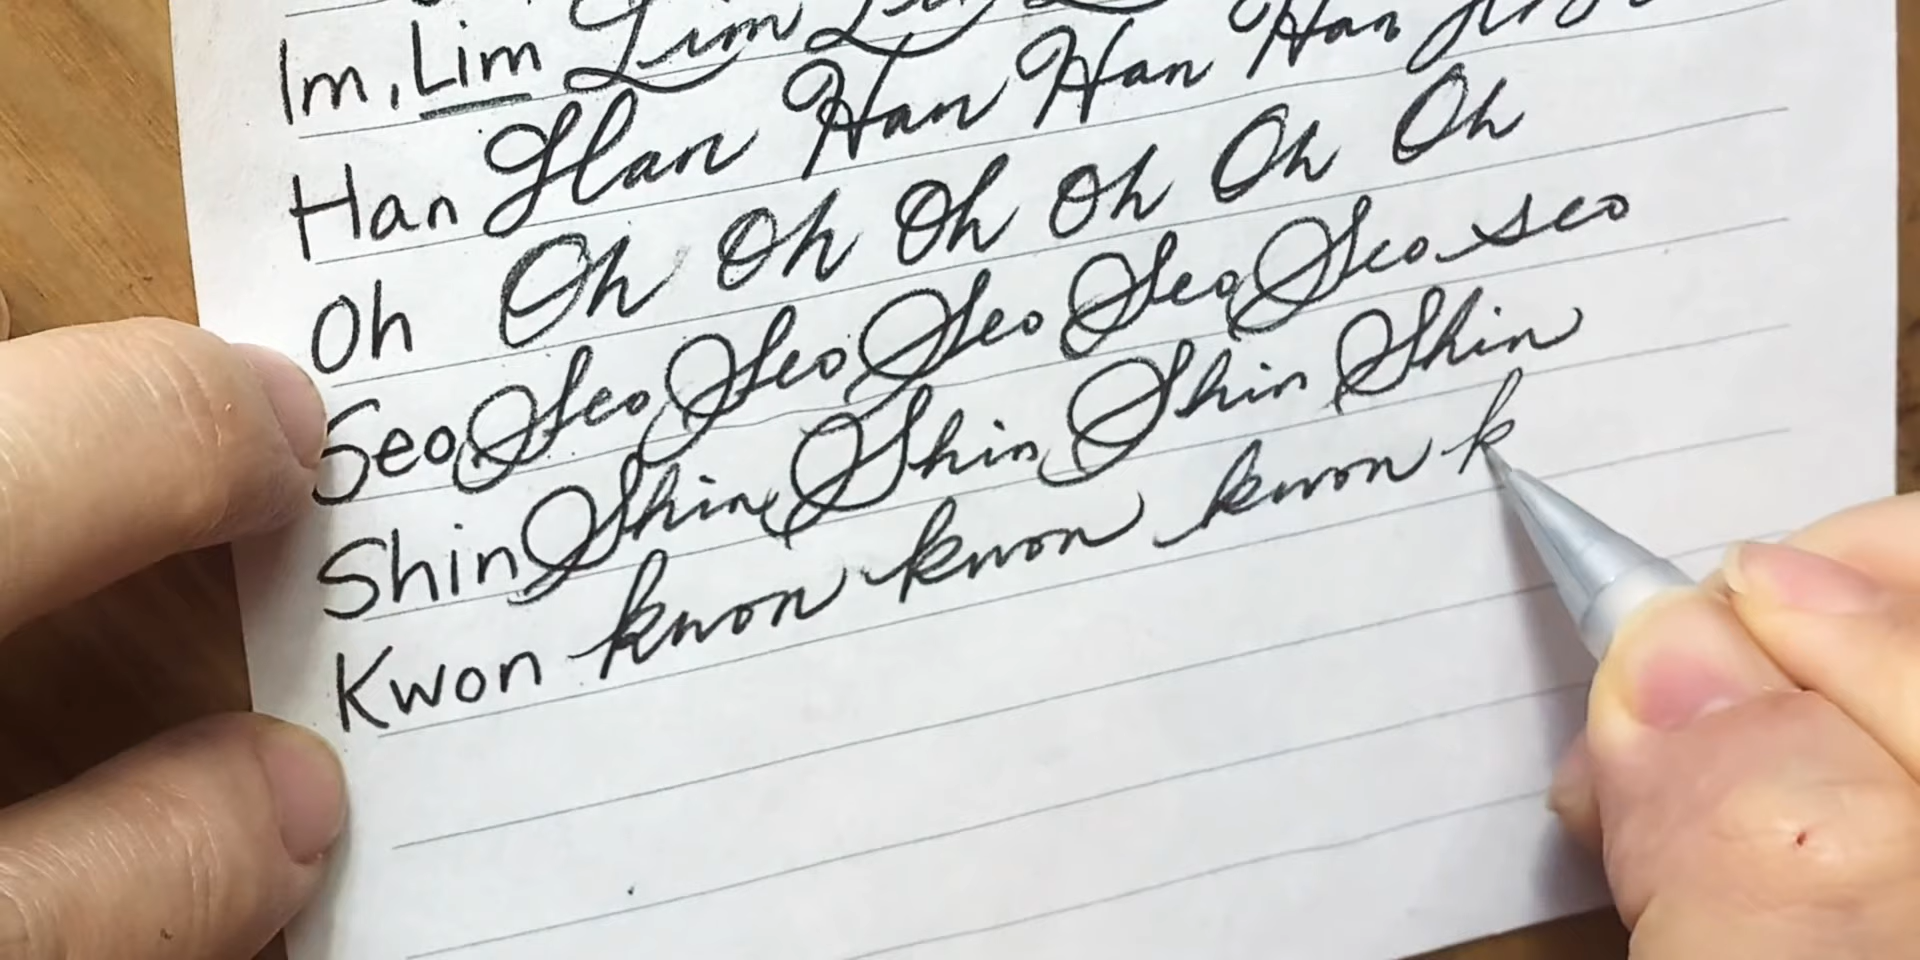 Im, Lim Lim
Han Han Han Han Han
Oh Oh Oh Oh Oh Oh Oh
Seo Seo Seo Seo Seo Seo seo
Shin Shin Shin Shin Shin
Kwon kwon kwon kwon k